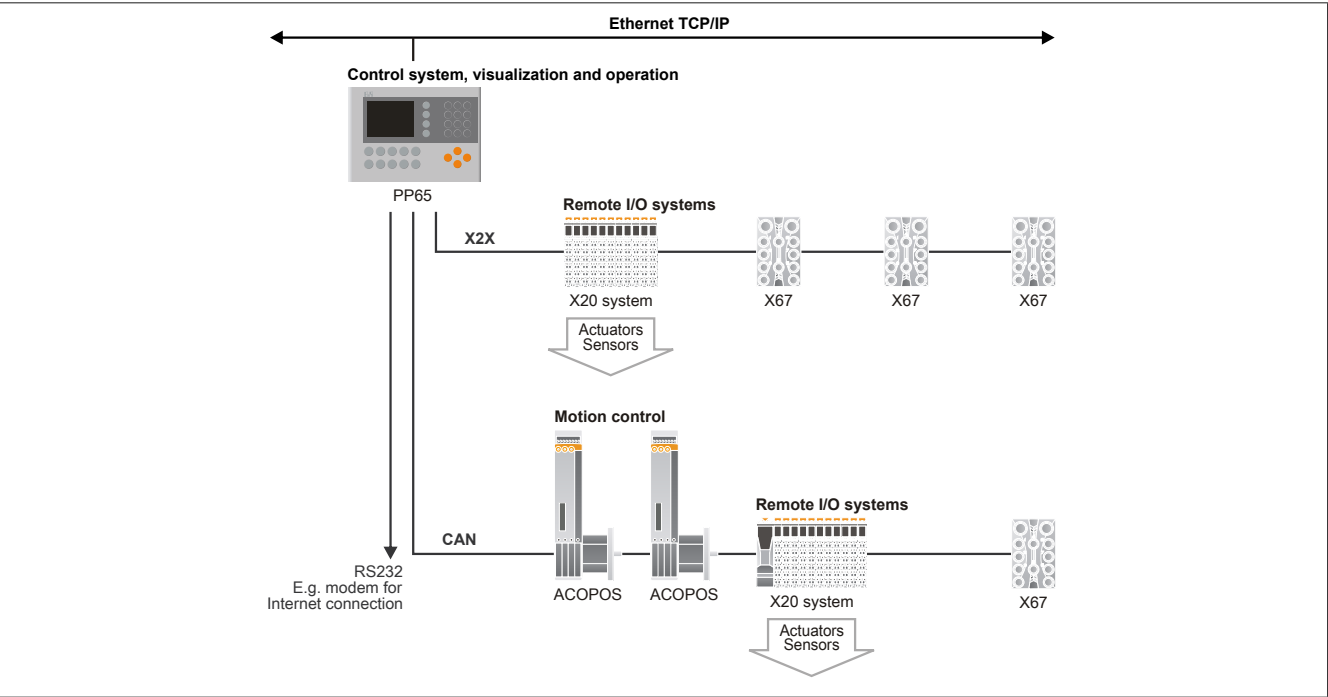 Ethernet TCP/IP
Control system, visualization and operation
PP65
Remote I/O systems
X2X
X20 system
X67
X67
X67
Actuators
Sensors
Motion control
Remote I/O systems
CAN
RS232
E.g. modem for
Internet connection
ACOPOS
ACOPOS
X20 system
X67
Actuators
Sensors